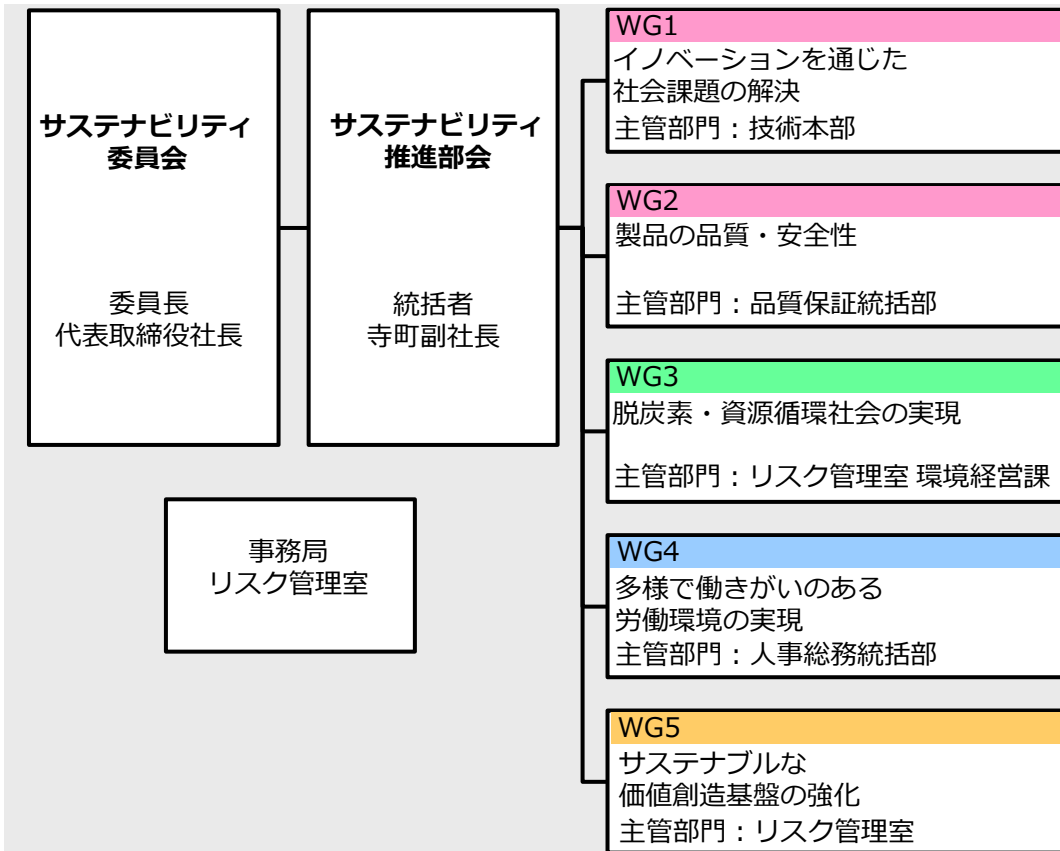 サステナビリティ
委員会
委員長
代表取締役社長
サステナビリティ
推進部会
統括者
寺町副社長
事務局
リスク管理室
WG1
イノベーションを通じた
社会課題の解決
主管部門：技術本部
WG2
製品の品質・安全性
主管部門：品質保証統括部
WG3
脱炭素・資源循環社会の実現
主管部門：リスク管理室 環境経営課
WG4
多様で働きがいのある
労働環境の実現
主管部門：人事総務統括部
WG5
サステナブルな
価値創造基盤の強化
主管部門：リスク管理室